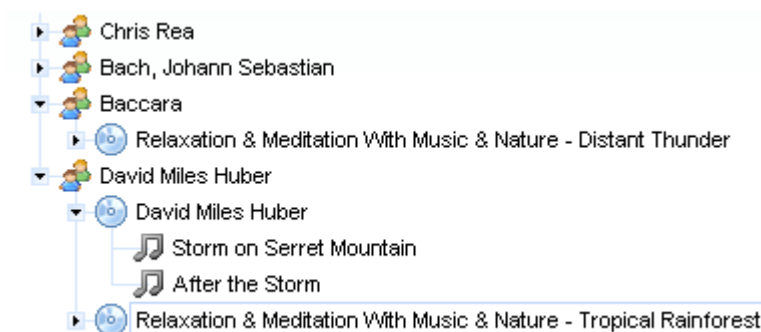 Chris Rea
Bach, Johann Sebastian
Baccara
Relaxation & Meditation With Music & Nature - Distant Thunder
David Miles Huber
David Miles Huber
Storm on Serret Mountain
After the Storm
Relaxation & Meditation With Music & Nature - Tropical Rainforest